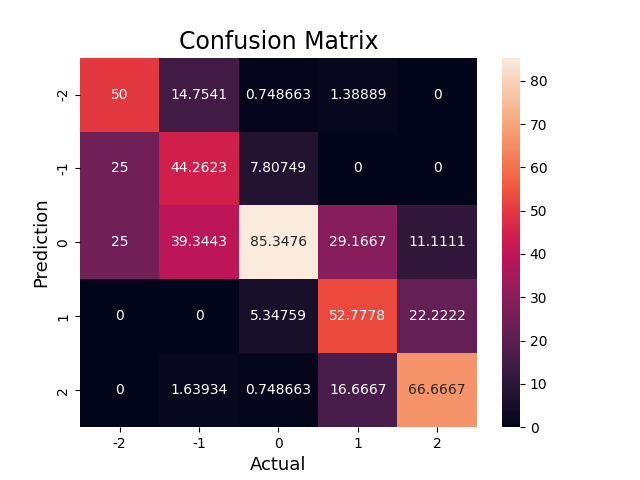 Confusion Matrix
-2 50 14.7541 0.748663 1.38889 0
-1 25 44.2623 7.80749 0 0
0 25 39.3443 85.3476 29.1667 11.1111
1 0 0 5.34759 52.7778 22.2222
2 0 1.63934 0.748663 16.6667 66.6667
-2 -1 0 1 2
Prediction
Actual
80
70
60
50
40
30
20
10
0